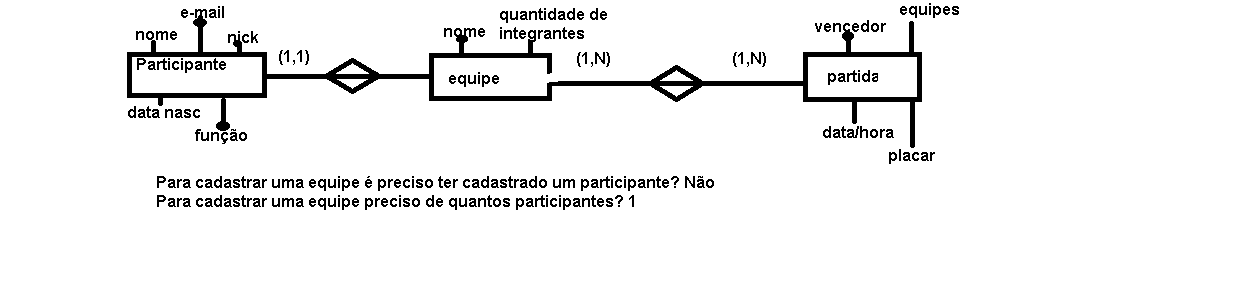 e-mail
nome
nick
Participante
data nasc
função
(1,1)
nome
quantidade de
integrantes
equipe
(1,N)
(1,N)
equipes
vencedor
partida
data/hora
placar
Para cadastrar uma equipe é preciso ter cadastrado um participante? Não
Para cadastrar uma equipe preciso de quantos participantes? 1